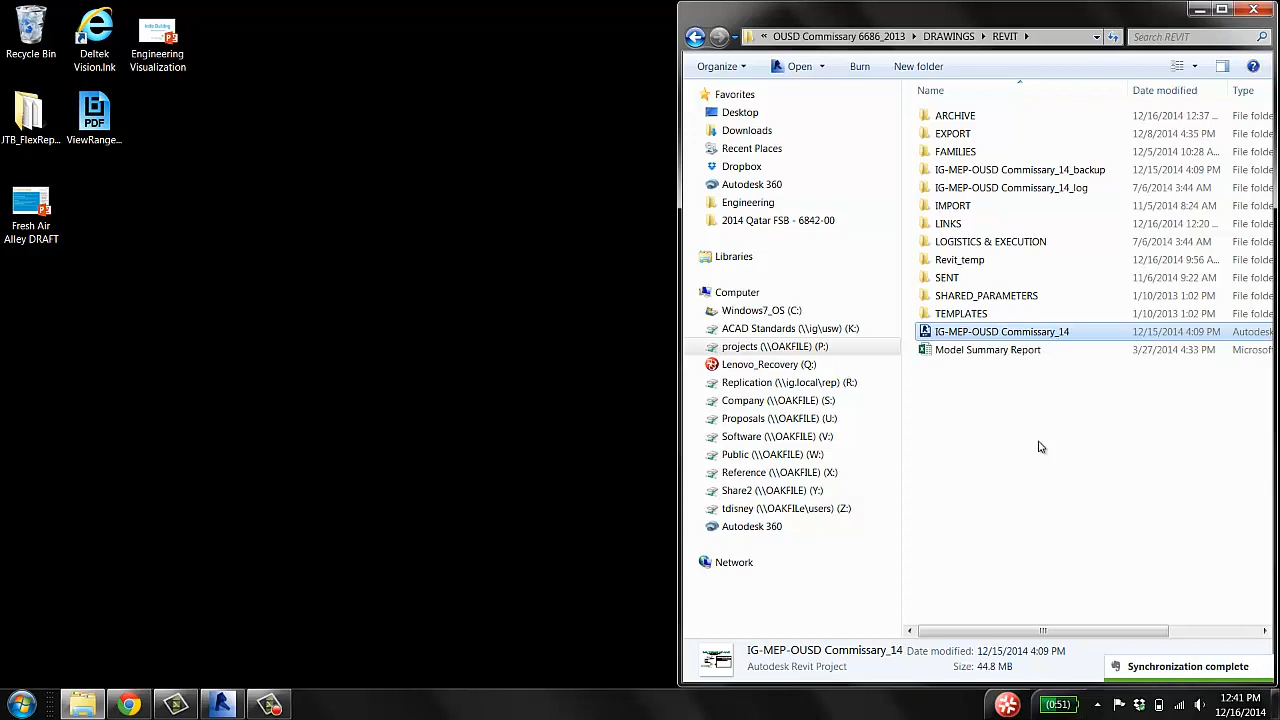 Recycle Bin
Deltek
Vision.lnk
Engineering
Visualization
JTB_FlexRep...
PDF
ViewRange...
Fresh Air
Alley DRAFT
« OUSD Commissary 6686_2013 DRAWINGS REVIT
Search REVIT
Organize Open Burn New folder
Favorites
Desktop
Downloads
Recent Places
Dropbox
Autodesk 360
Engineering
2014 Qatar FSB - 6842-00
Libraries
Computer
Windows7_OS (C:)
ACAD Standards (\\ig\usw) (K:)
projects (\\OAKFILE) (P:)
Lenovo_Recovery (Q:)
Replication (\\ig.local\rep) (R:)
Company (\\OAKFILE) (S:)
Proposals (\\OAKFILE) (U:)
Software (\\OAKFILE) (V:)
Public (\\OAKFILE) (W:)
Reference (\\OAKFILE) (X:)
Share2 (\\OAKFILE) (Y:)
tdisney (\\OAKFILe\users) (Z:)
Autodesk 360
Network
Name Date modified Type
ARCHIVE 12/16/2014 12:37 ... File folde
EXPORT 12/8/2014 4:35 PM File folde
FAMILIES 12/5/2014 10:28 A... File folde
IG-MEP-OUSD Commissary_14_backup 12/15/2014 4:09 PM File folde
IG-MEP-OUSD Commissary_14_log 7/6/2014 3:44 AM File folde
IMPORT 11/5/2014 8:24 AM File folde
LINKS 12/16/2014 12:20 ... File folde
LOGISTICS & EXECUTION 7/6/2014 3:44 AM File folde
Revit_temp 12/16/2014 9:56 A... File folde
SENT 11/6/2014 9:22 AM File folde
SHARED_PARAMETERS 1/10/2013 1:02 PM File folde
TEMPLATES 1/10/2013 1:02 PM File folde
IG-MEP-OUSD Commissary_14 12/15/2014 4:09 PM Autodes
Model Summary Report 3/27/2014 4:33 PM Microsof
IG-MEP-OUSD Commissary_14 Date modified: 12/15/2014 4:09 PM
Autodesk Revit Project Size: 44.8 MB
Synchronization complete
(0:51)
12:41 PM
12/16/2014